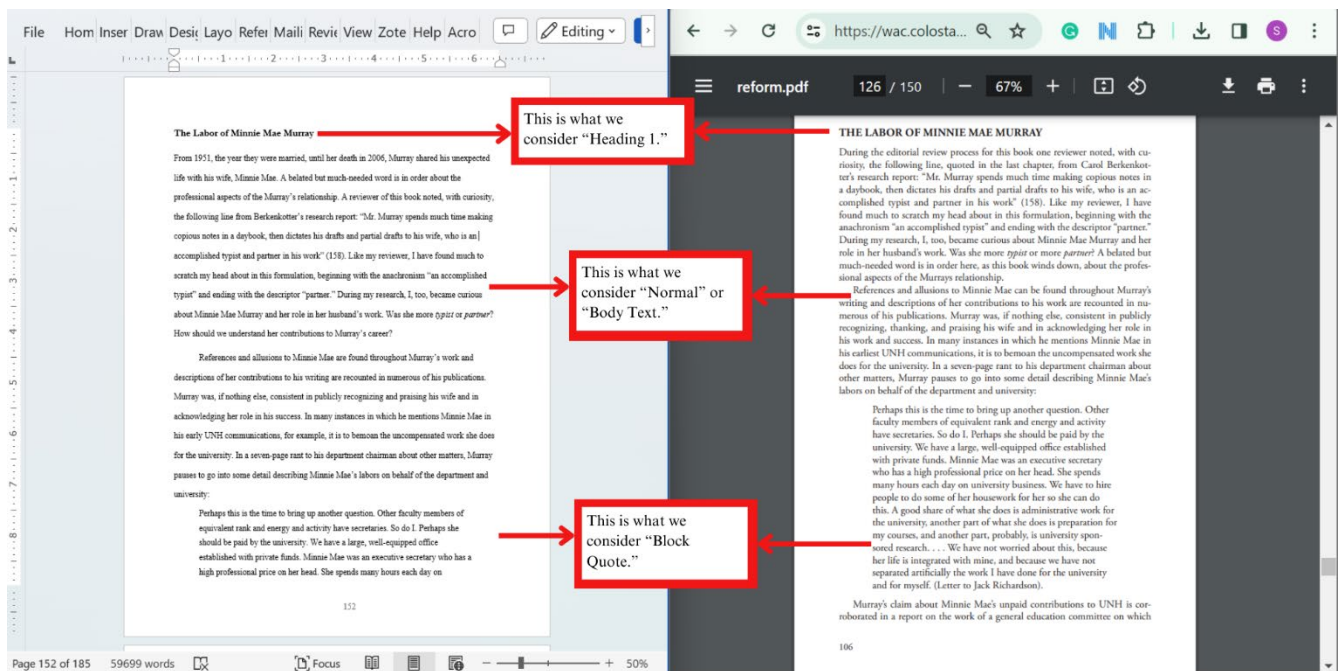 File Hom Inser Draw Desig Layo Refer Maili Revie View Zote Help Acro Editing
The Labor of Minnie Mae Murray
From 1951, the year they were married, until her death in 2006, Murray shared his unexpected
life with his wife, Minnie Mae. A belated but much-needed word is in order about the
professional aspects of the Murray's relationship. A reviewer of this book noted, with curiosity,
the following line from Berkenkotter's research report: “Mr. Murray spends much time making
copious notes in a daybook, then dictates his drafts and partial drafts to his wife, who is an
accomplished typist and partner in his work” (158). Like my reviewer, I have found much to
scratch my head about in this formulation, beginning with the anachronism “an accomplished
typist” and ending with the descriptor “partner.” During my research, I, too, became curious
about Minnie Mae Murray and her role in her husband's work. Was she more typist or partner?
How should we understand her contributions to Murray's career?
References and allusions to Minnie Mae are found throughout Murray's work and
descriptions of her contributions to his writing are recounted in numerous of his publications.
Murray was, if nothing else, consistent in publicly recognizing and praising his wife and in
acknowledging her role in his success. In many instances in which he mentions Minnie Mae in
his early UNH communications, for example, it is to bemoan the uncompensated work she does
for the university. In a seven-page rant to his department chairman about other matters, Murray
pauses to go into some detail describing Minnie Mae's labors on behalf of the department and
university:
Perhaps this is the time to bring up another question. Other faculty members of
equivalent rank and energy and activity have secretaries. So do I. Perhaps she
should be paid by the university. We have a large, well-equipped office
established with private funds. Minnie Mae was an executive secretary who has a
high professional price on her head. She spends many hours each day on
152
Page 152 of 185 59699 words Focus 50%
This is what we
consider “Heading 1.”
This is what we
consider “Normal” or
“Body Text.”
This is what we
consider “Block
Quote.”
https://wac.colosta... S
reform.pdf 126 / 150 67%
THE LABOR OF MINNIE MAE MURRAY
During the editorial review process for this book one reviewer noted, with cu-
riosity, the following line, quoted in the last chapter, from Carol Berkenkot-
ter's research report: “Mr. Murray spends much time making copious notes in
a daybook, then dictates his drafts and partial drafts to his wife, who is an ac-
complished typist and partner in his work” (158). Like my reviewer, I have
found much to scratch my head about in this formulation, beginning with the
anachronism “an accomplished typist” and ending with the descriptor “partner.”
During my research, I, too, became curious about Minnie Mae Murray and her
role in her husband's work. Was she more typist or more partner? A belated but
much-needed word is in order here, as this book winds down, about the profes-
sional aspects of the Murrays relationship.
References and allusions to Minnie Mae can be found throughout Murray's
writing and descriptions of her contributions to his work are recounted in nu-
merous of his publications. Murray was, if nothing else, consistent in publicly
recognizing, thanking, and praising his wife and in acknowledging her role in
his work and success. In many instances in which he mentions Minnie Mae in
his earliest UNH communications, it is to bemoan the uncompensated work she
does for the university. In a seven-page rant to his department chairman about
other matters, Murray pauses to go into some detail describing Minnie Mae's
labors on behalf of the department and university:
Perhaps this is the time to bring up another question. Other
faculty members of equivalent rank and energy and activity
have secretaries. So do I. Perhaps she should be paid by the
university. We have a large, well-equipped office established
with private funds. Minnie Mae was an executive secretary
who has a high professional price on her head. She spends
many hours each day on university business. We have to hire
people to do some of her housework for her so she can do
this. A good share of what she does is administrative work for
the university, another part of what she does is preparation for
my courses, and another part, probably, is university spon-
sored research. . . . We have not worried about this, because
her life is integrated with mine, and because we have not
separated artificially the work I have done for the university
and for myself. (Letter to Jack Richardson).
Murray's claim about Minnie Mae's unpaid contributions to UNH is cor-
roborated in a report on the work of a general education committee on which
106